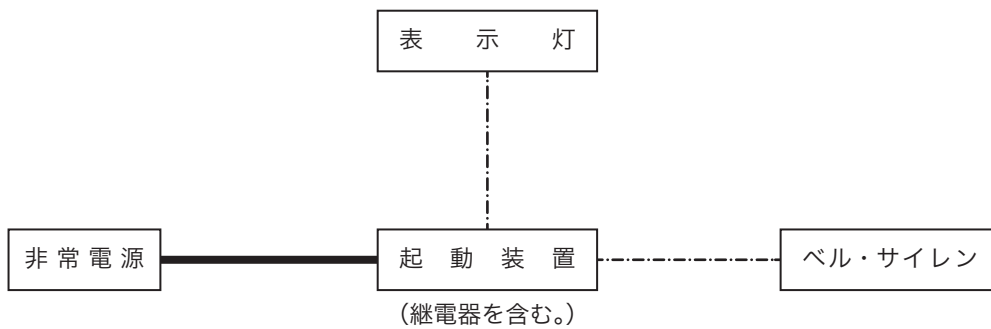 表示灯
非常電源
起動装置
ベル・サイレン
（継電器を含む。）